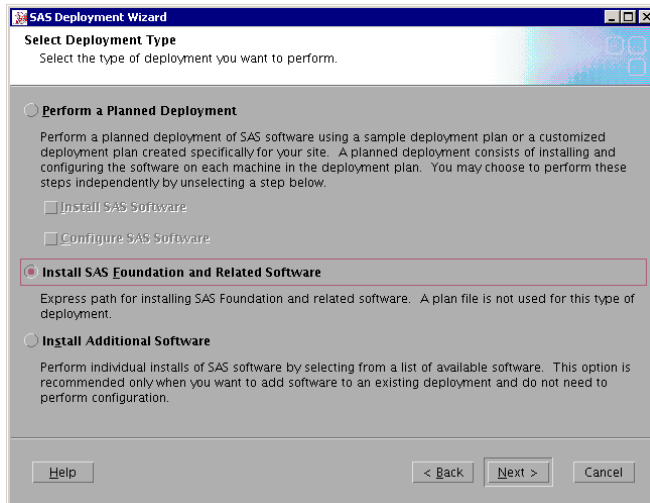 SAS Deployment Wizard
Select Deployment Type
Select the type of deployment you want to perform.
Perform a Planned Deployment
Perform a planned deployment of SAS software using a sample deployment plan or a customized
deployment plan created specifically for your site. A planned deployment consists of installing and
configuring the software on each machine in the deployment plan. You may choose to perform these
steps independently by unselecting a step below.
Install SAS Software
Configure SAS Software
Install SAS Foundation and Related Software
Express path for installing SAS Foundation and related software. A plan file is not used for this type of
deployment.
Install Additional Software
Perform individual installs of SAS software by selecting from a list of available software. This option is
recommended only when you want to add software to an existing deployment and do not need to
perform configuration.
Help
< Back
Next >
Cancel